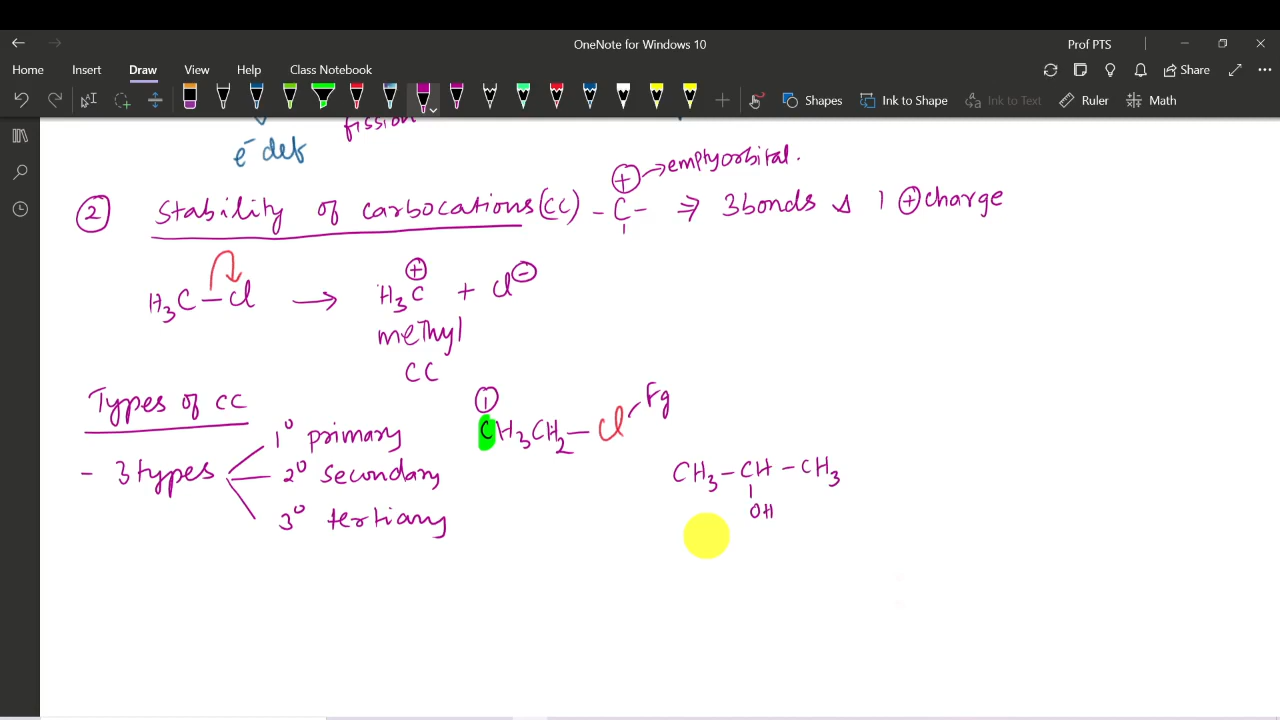 OneNote for Windows 10
Prof PTS
Home Insert Draw View Help Class Notebook
Share
Shapes Ink to Shape Ink to Text Ruler Math
fission
e⁻ def
② Stability of carbocations (CC) – C – ⊕ → empty orbital. ⇒ 3 bonds & 1 ⊕ charge
H₃C – Cl → H₃C⊕ + Cl⊖
methyl
CC
Types of CC
- 3 types
1° primary
2° secondary
3° tertiary
①
CH₃CH₂ – Cl – Fg
CH₃ – CH – CH₃
OH